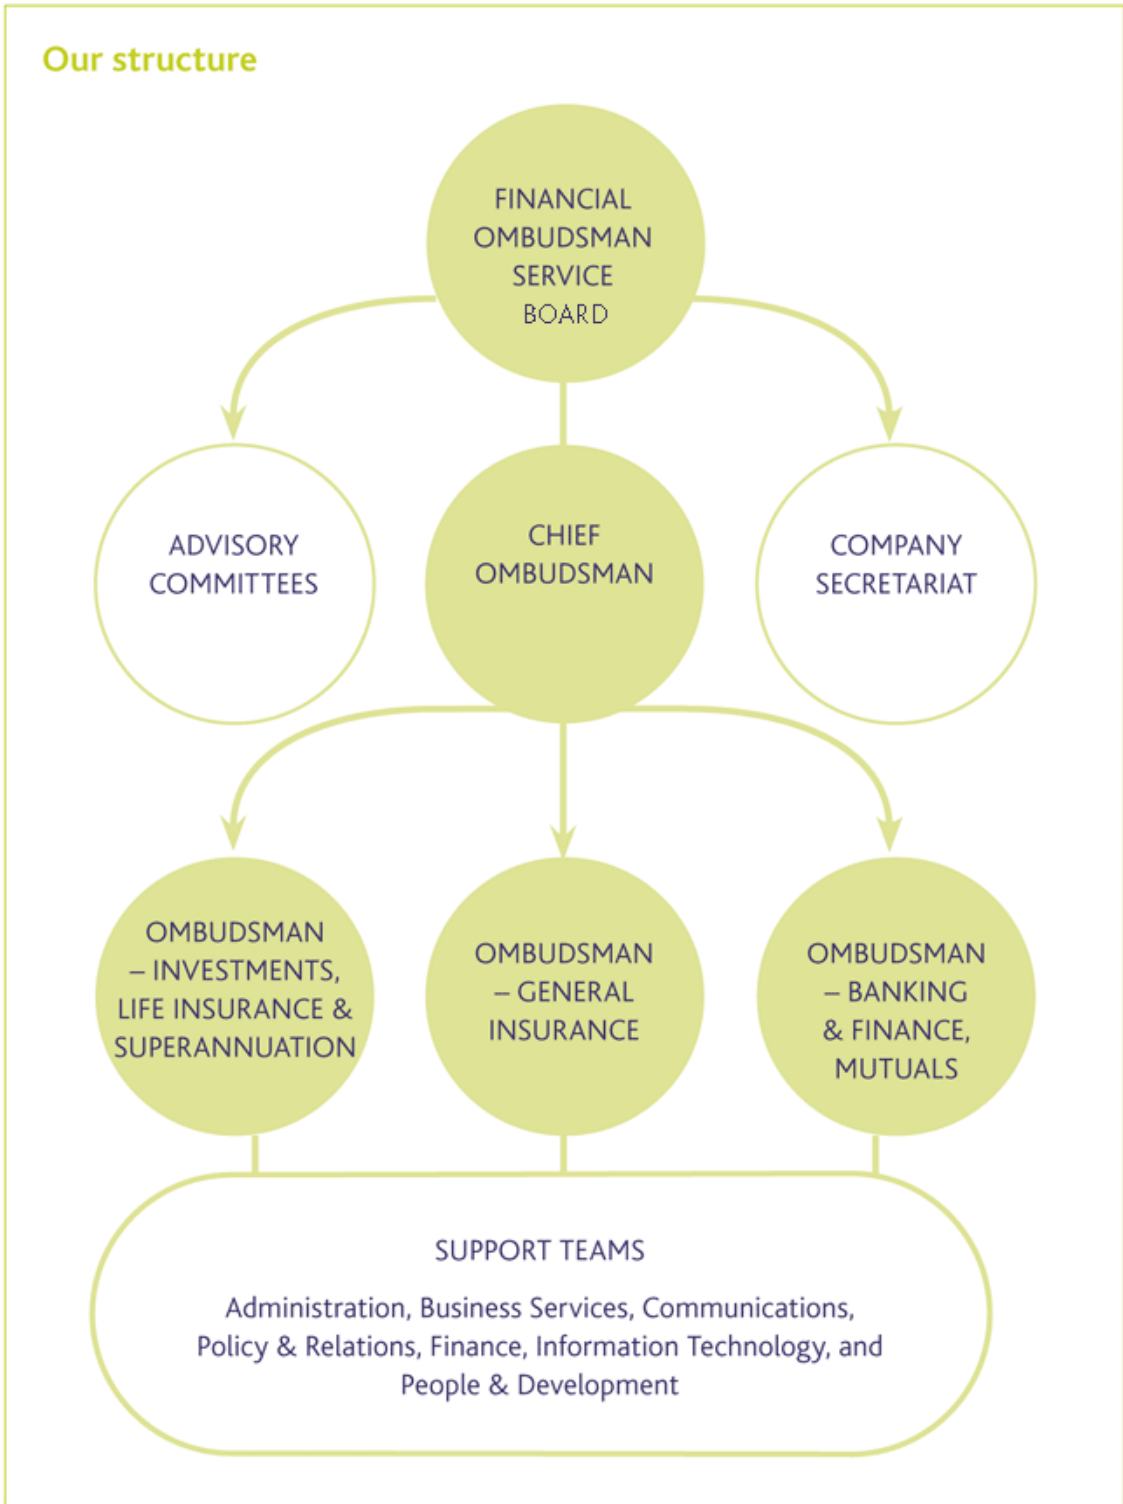 Our structure
FINANCIAL
OMBUDSMAN
SERVICE
BOARD
ADVISORY
COMMITTEES
CHIEF
OMBUDSMAN
COMPANY
SECRETARIAT
OMBUDSMAN
– INVESTMENTS,
LIFE INSURANCE &
SUPERANNUATION
OMBUDSMAN
– GENERAL
INSURANCE
OMBUDSMAN
– BANKING
& FINANCE,
MUTUALS
SUPPORT TEAMS
Administration, Business Services, Communications,
Policy & Relations, Finance, Information Technology, and
People & Development